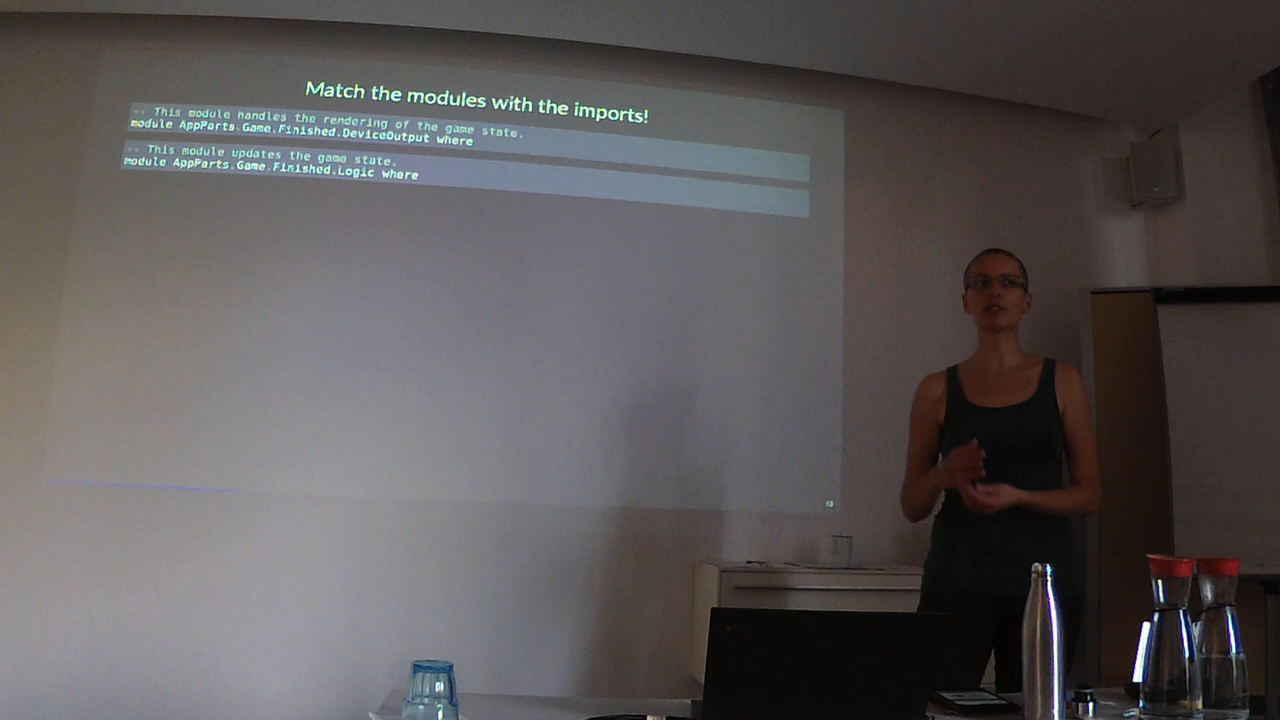 Match the modules with the imports!
-- This module handles the rendering of the game state.
module AppParts.Game.Finished.DeviceOutput where
-- This module updates the game state.
module AppParts.Game.Finished.Logic where
13